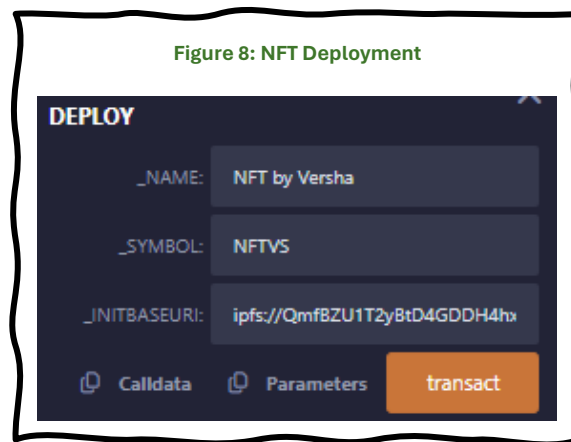 Figure 8: NFT Deployment
DEPLOY
_NAME: NFT by Versha
_SYMBOL: NFTVS
_INITBASEURI: ipfs://QmfBZU1T2yBtD4GDDH4hx
Calldata Parameters transact